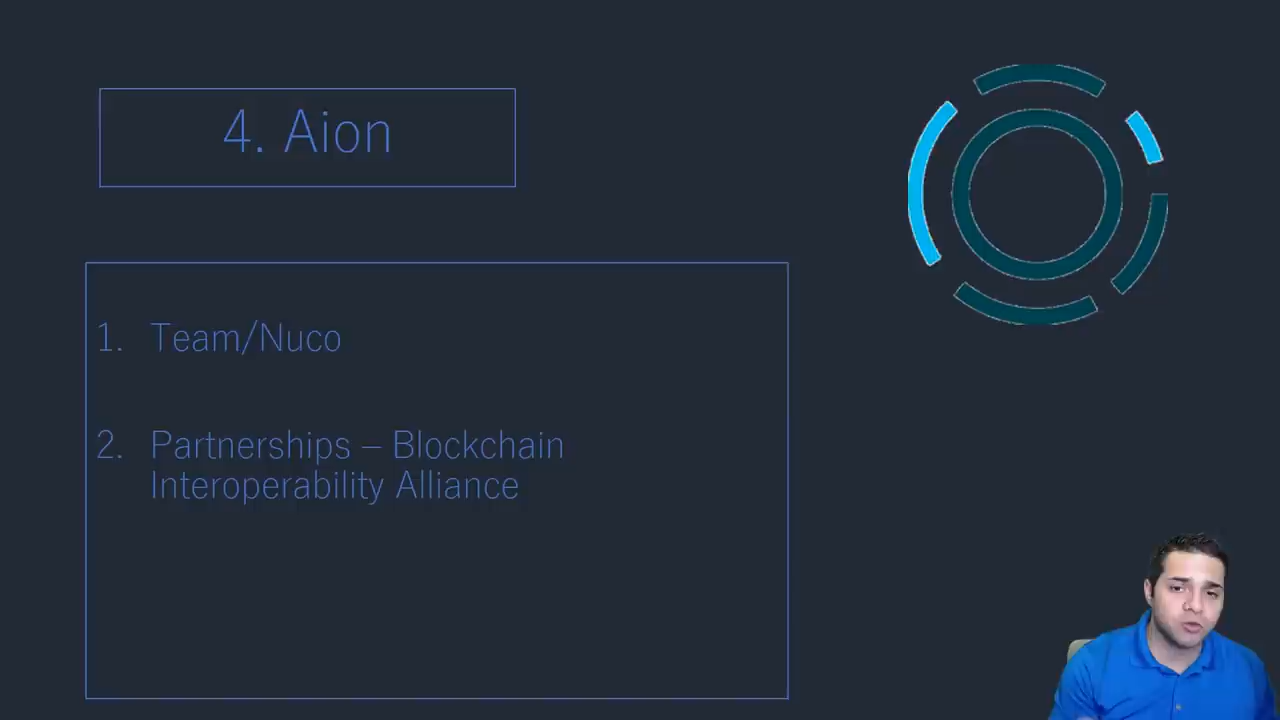 4. Aion
1. Team/Nuco
2. Partnerships – Blockchain
Interoperability Alliance